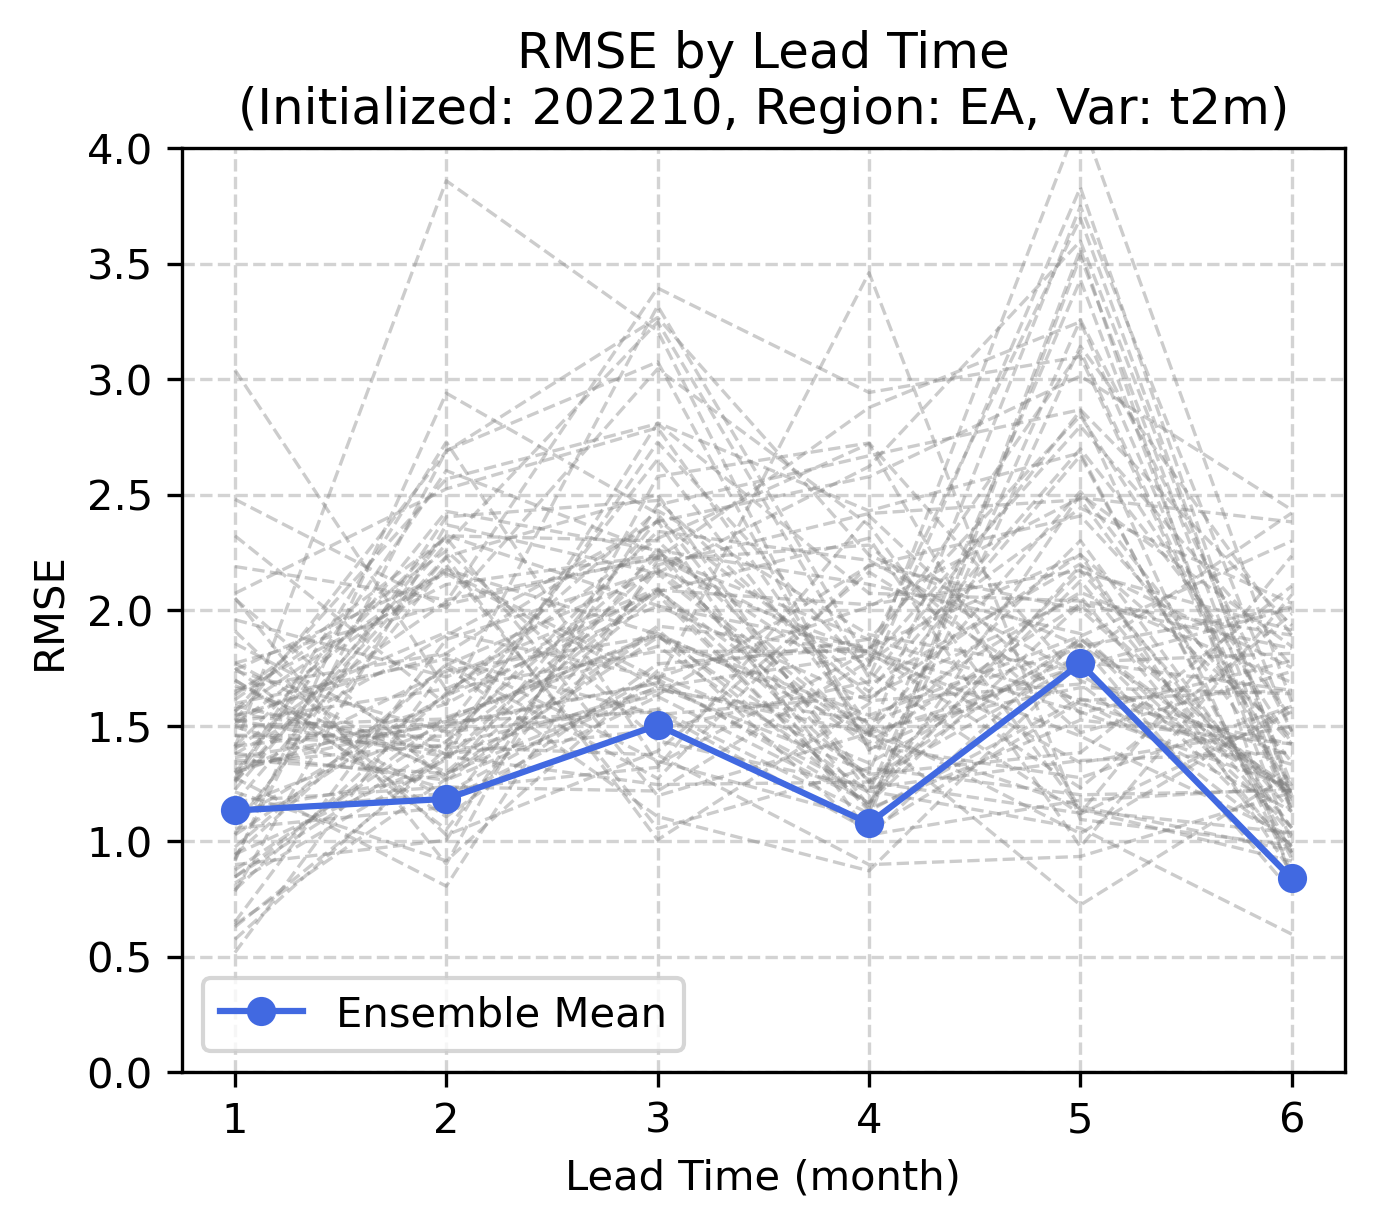 RMSE by Lead Time
(Initialized: 202210, Region: EA, Var: t2m)
4.0
3.5
3.0
2.5
2.0
1.5
1.0
0.5
0.0
RMSE
Ensemble Mean
1 2 3 4 5 6
Lead Time (month)